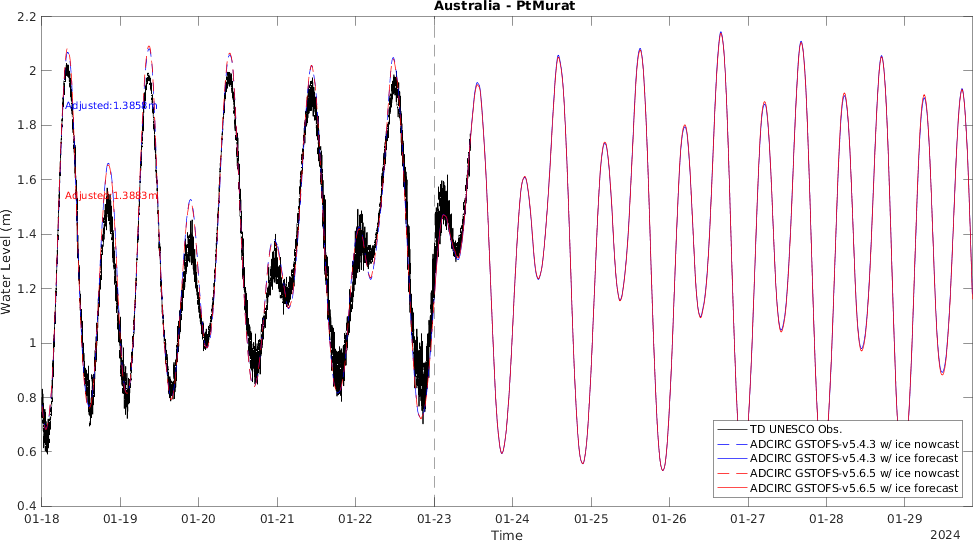 Australia - PtMurat
2.2
2
1.8
1.6
1.4
1.2
1
0.8
0.6
0.4
Water Level (m)
Adjusted:1.3858m
Adjusted:1.3883m
TD UNESCO Obs.
ADCIRC GSTOFS-v5.4.3 w/ ice nowcast
ADCIRC GSTOFS-v5.4.3 w/ ice forecast
ADCIRC GSTOFS-v5.6.5 w/ ice nowcast
ADCIRC GSTOFS-v5.6.5 w/ ice forecast
01-18 01-19 01-20 01-21 01-22 01-23 01-24 01-25 01-26 01-27 01-28 01-29
Time
2024